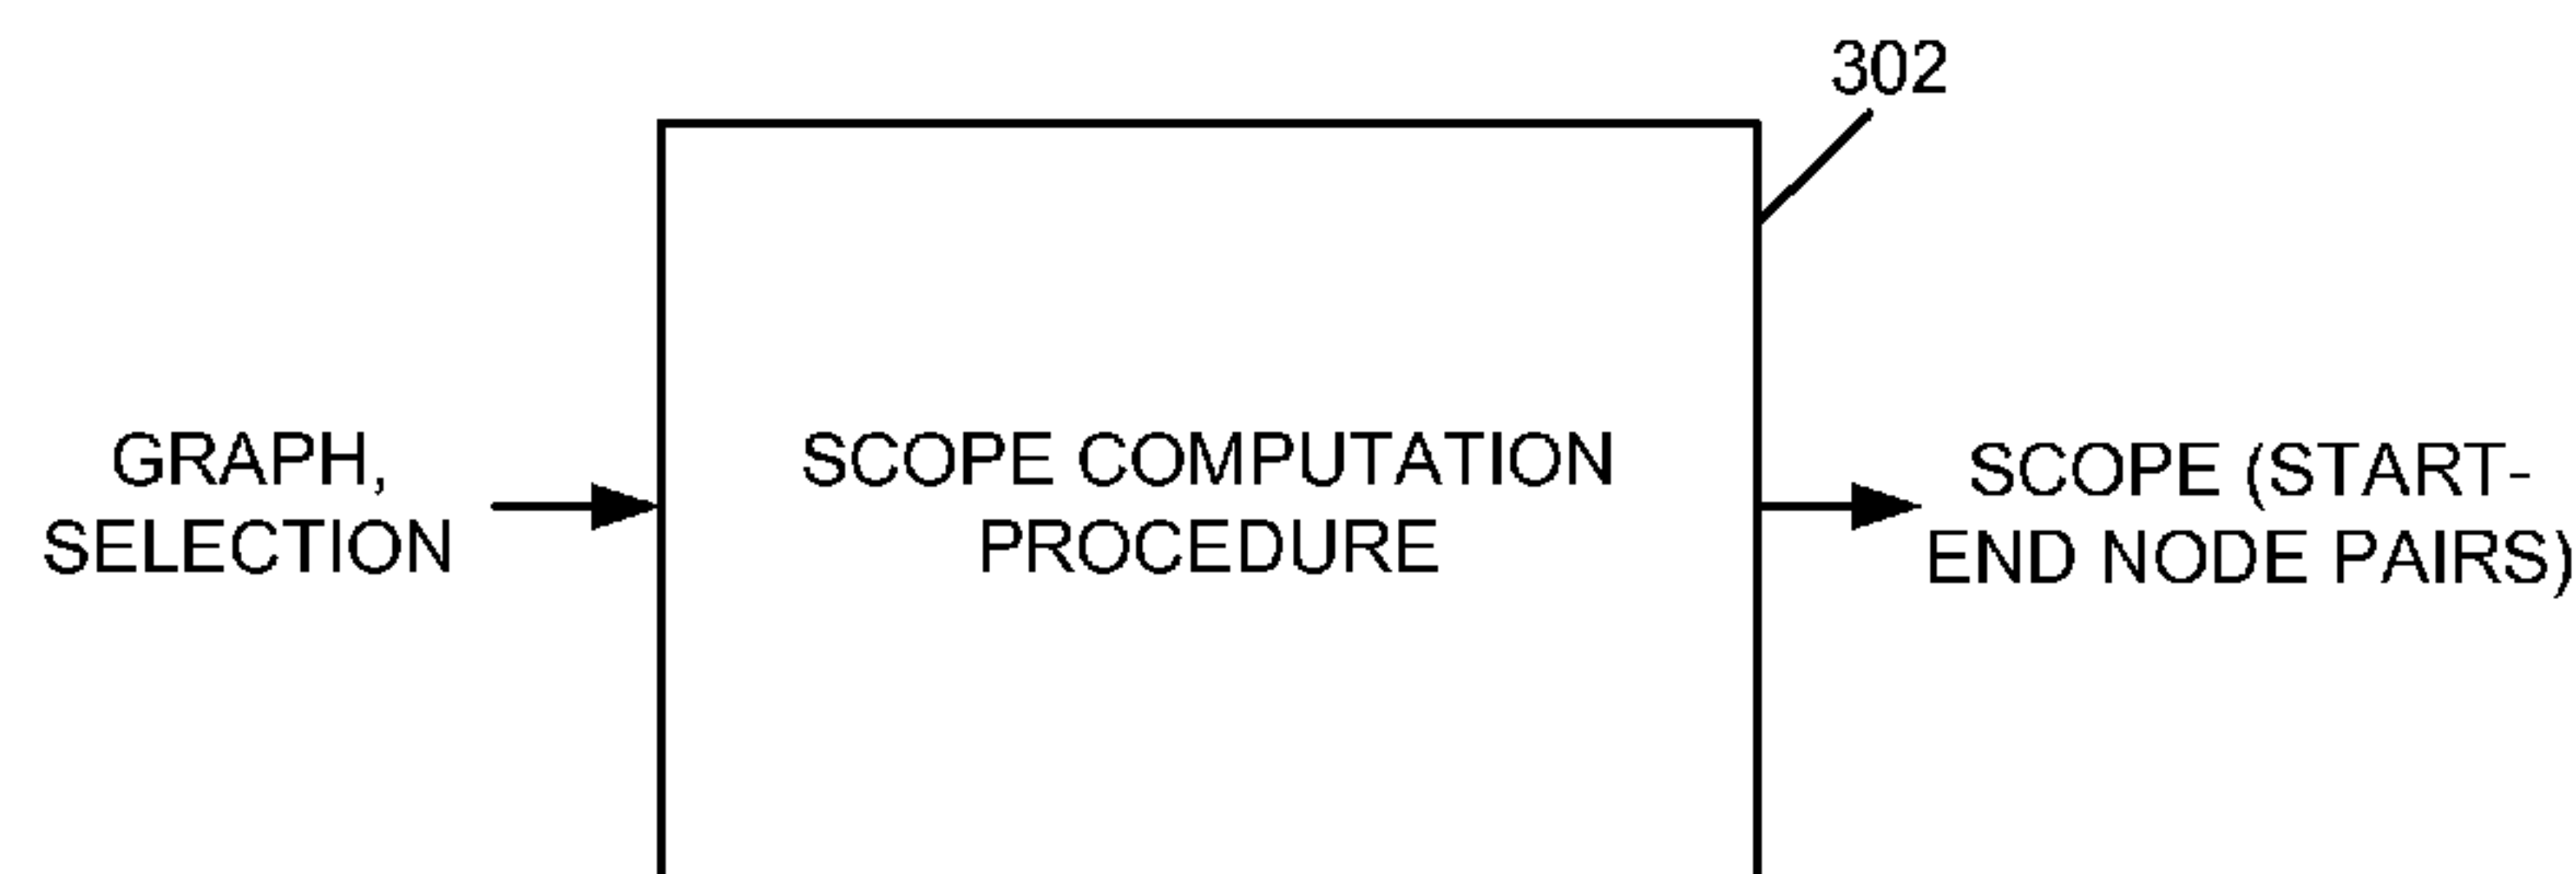 302
GRAPH,
SELECTION
SCOPE COMPUTATION
PROCEDURE
SCOPE (START-
END NODE PAIRS)